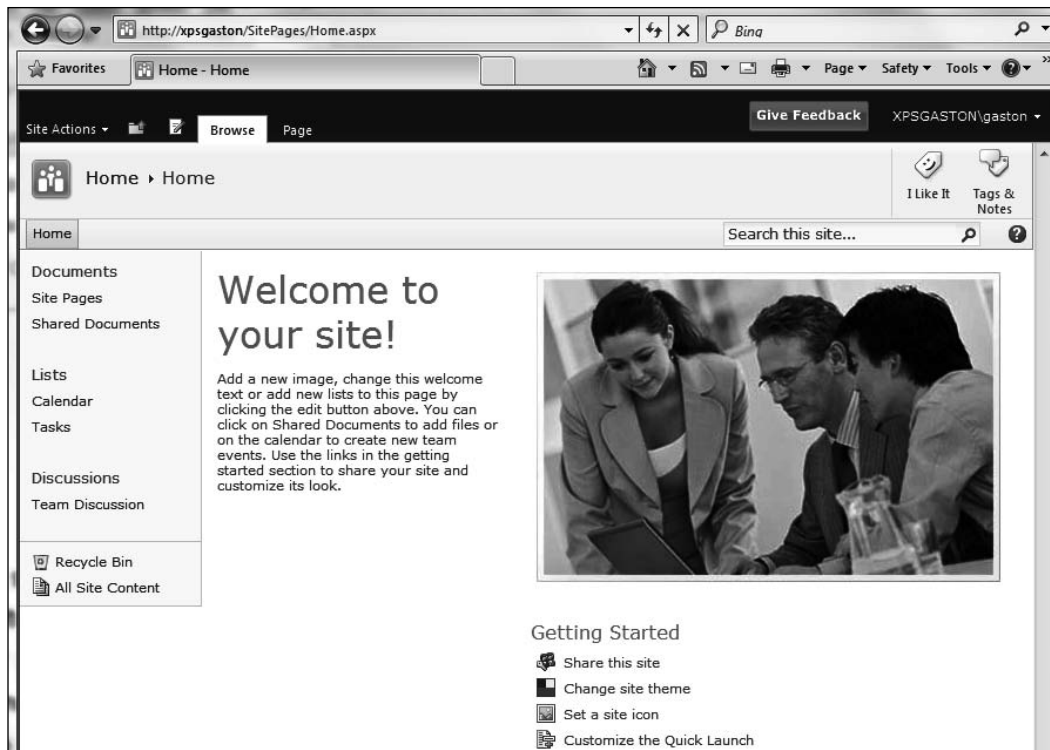 http://xpsgaston/SitePages/Home.aspx
Bing
Favorites
Home - Home
Page
Safety
Tools
Site Actions
Browse
Page
Give Feedback
XPSGASTON\gaston
Home
Home
I Like It
Tags &
Notes
Home
Search this site...
Documents
Site Pages
Shared Documents
Lists
Calendar
Tasks
Discussions
Team Discussion
Recycle Bin
All Site Content
Welcome to
your site!
Add a new image, change this welcome
text or add new lists to this page by
clicking the edit button above. You can
click on Shared Documents to add files or
on the calendar to create new team
events. Use the links in the getting
started section to share your site and
customize its look.
Getting Started
Share this site
Change site theme
Set a site icon
Customize the Quick Launch